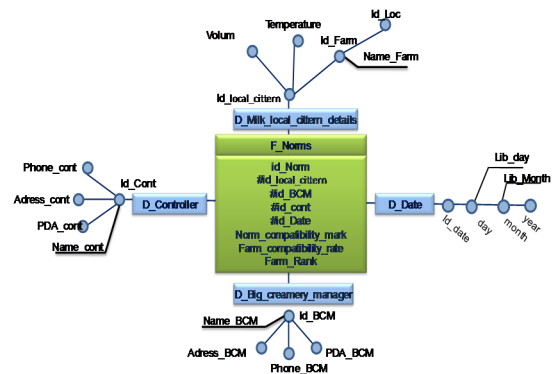 Id_Loc
Temperature
Volum
Id_Farm
Name_Farm
Id_local_cittern
D_Milk_local_cittern_details
F_Norms
id_Norm
#id_local_cittern
#id_BCM
#id_cont
#id_Date
Norm_compatibility_mark
Farm_compatibility_rate
Farm_Rank
Phone_cont
Id_Cont
Adress_cont
PDA_cont
Name_cont
D_Controller
D_Date
Lib_day
Lib_Month
Id_date
day
month
year
D_Big_creamery_manager
Name_BCM
Id_BCM
Adress_BCM
PDA_BCM
Phone_BCM